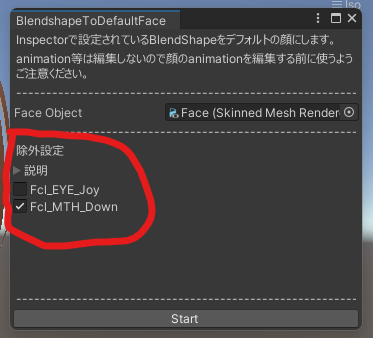 Iso
BlendshapeToDefaultFace
Inspectorで設定されているBlendShapeをデフォルトの顔にします。
animation等は編集しないので顔のanimationを編集する前に使うよう
ご注意ください。
Face Object Face (Skinned Mesh Render
除外設定
説明
Fcl_EYE_Joy
Fcl_MTH_Down
Start